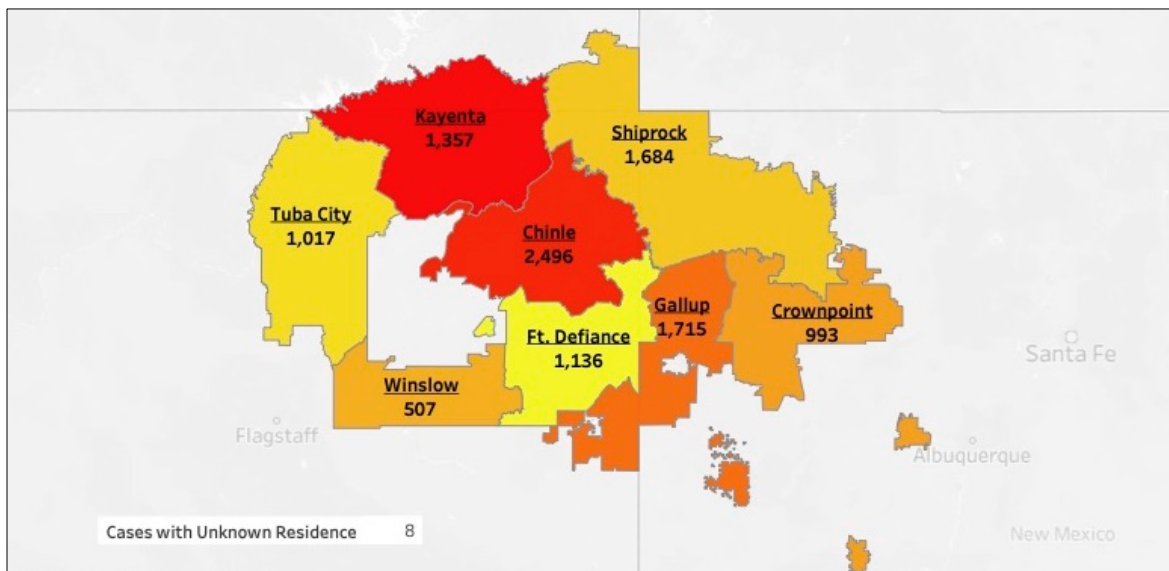 Kayenta
1,357
Shiprock
1,684
Tuba City
1,017
Chinle
2,496
Gallup
1,715
Crownpoint
993
Ft. Defiance
1,136
Winslow
507
Santa Fe
Flagstaff
Albuquerque
Cases with Unknown Residence 8
New Mexico